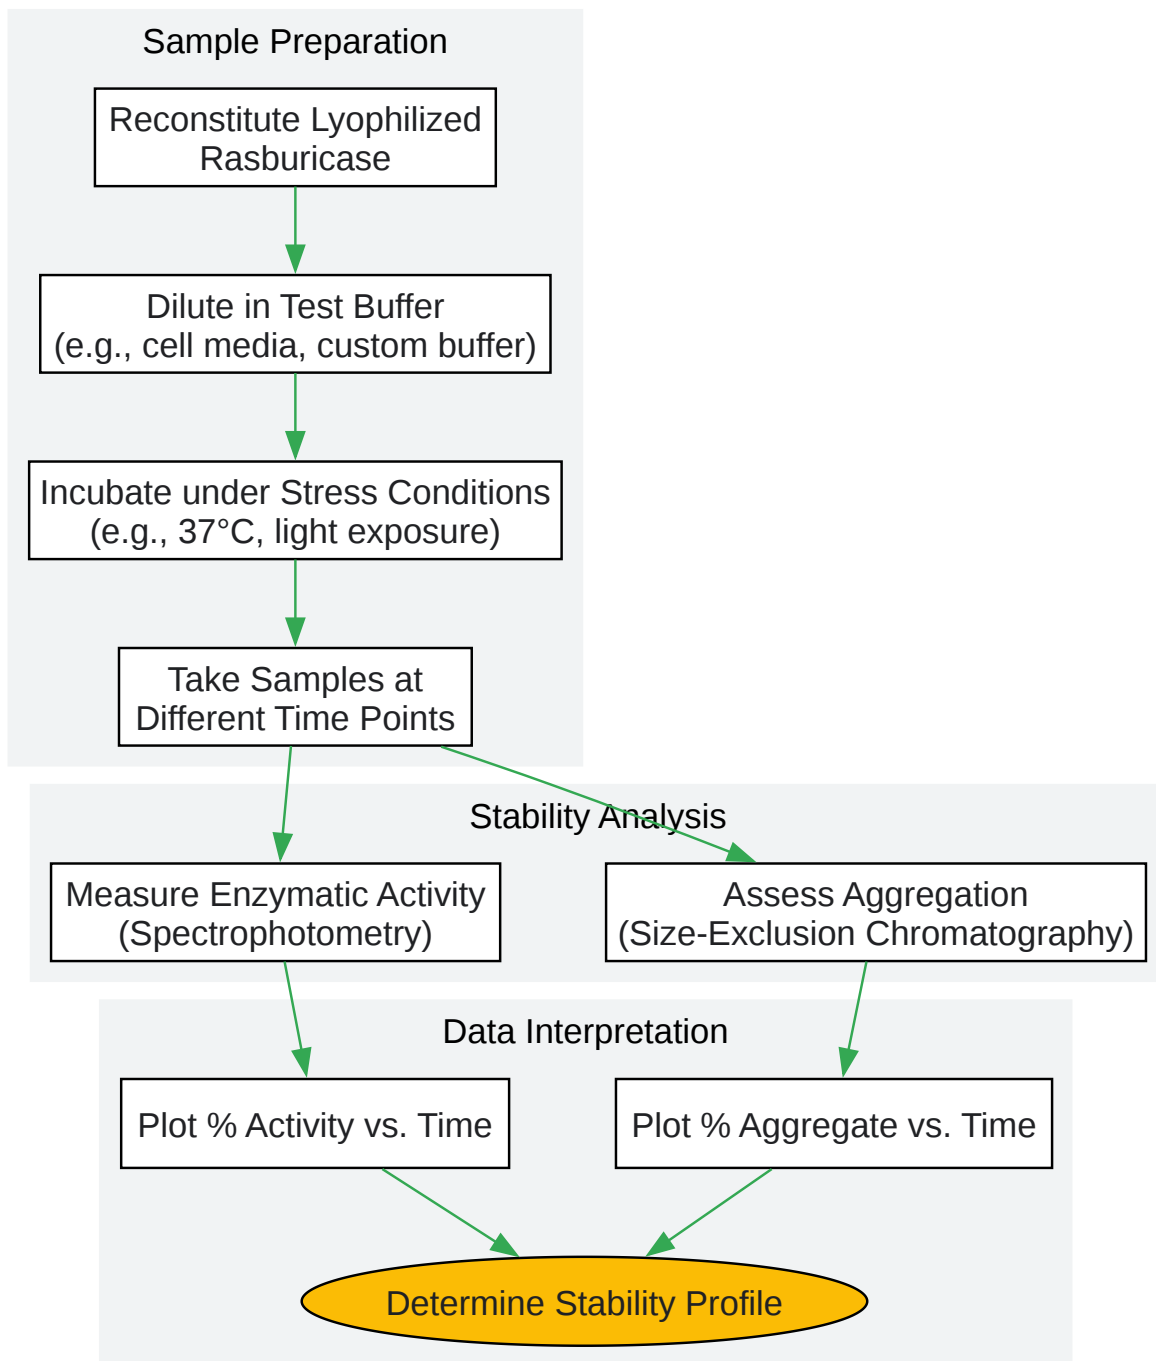 Sample Preparation
Reconstitute Lyophilized
Rasburicase
Dilute in Test Buffer
(e.g., cell media, custom buffer)
Incubate under Stress Conditions
(e.g., 37°C, light exposure)
Take Samples at
Different Time Points
Stability Analysis
Measure Enzymatic Activity
(Spectrophotometry)
Assess Aggregation
(Size-Exclusion Chromatography)
Data Interpretation
Plot % Activity vs. Time
Plot % Aggregate vs. Time
Determine Stability Profile